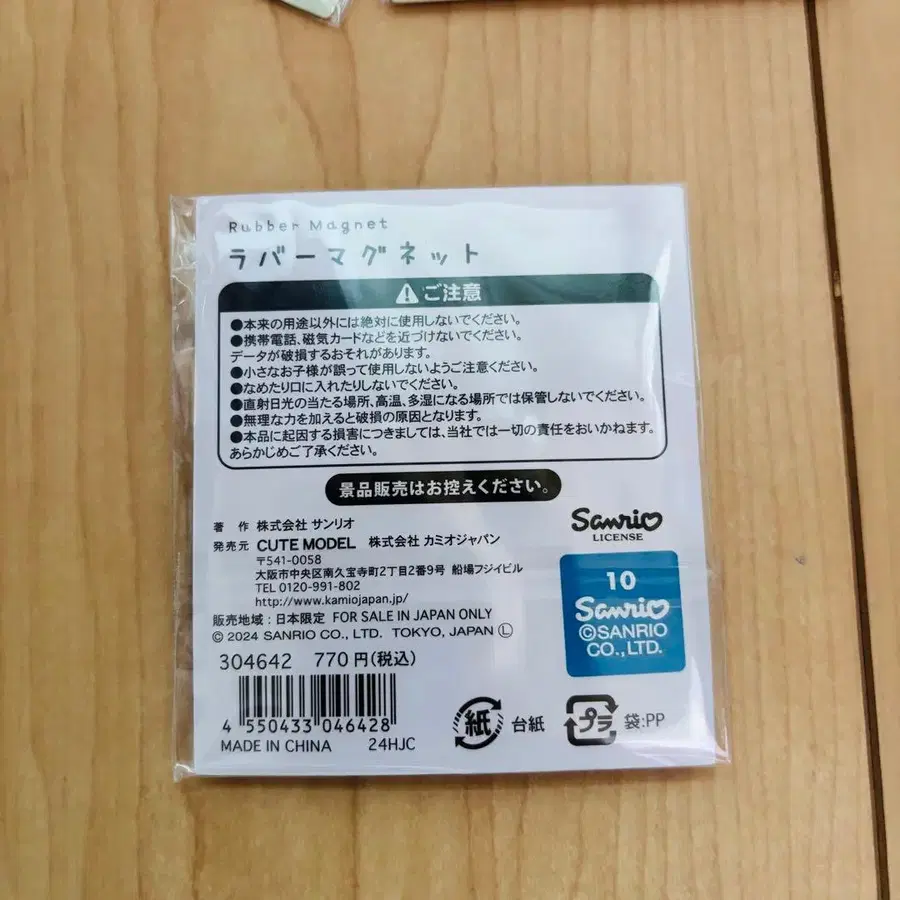 Rubber Magnet
ラバーマグネット
ご注意
●本来の用途以外には絶対に使用しないでください。
●携帯電話、磁気カードなどを近づけないでください。
データが破損するおそれがあります。
●小さなお子様が誤って使用しないようご注意ください。
●なめたり口に入れたりしないでください。
●直射日光の当たる場所、高温、多湿になる場所では保管しないでください。
●無理な力を加えると破損の原因となります。
●本品に起因する損害につきましては、当社では一切の責任をおいかねます。
あらかじめご了承ください。
景品販売はお控えください。
著 作 株式会社 サンリオ
発売元 CUTE MODEL 株式会社 カミオジャパン
〒541-0058
大阪市中央区南久宝寺町2丁目2番9号 船場フジイビル
TEL 0120-991-802
http://www.kamiojapan.jp/
販売地域:日本限定 FOR SALE IN JAPAN ONLY
© 2024 SANRIO CO., LTD. TOKYO, JAPAN Ⓛ
Sanrio
LICENSE
10
Sanrio
©SANRIO
CO., LTD.
304642 770円(税込)
4 550433 046428
MADE IN CHINA 24HJC
紙 台紙
プラ 袋:PP